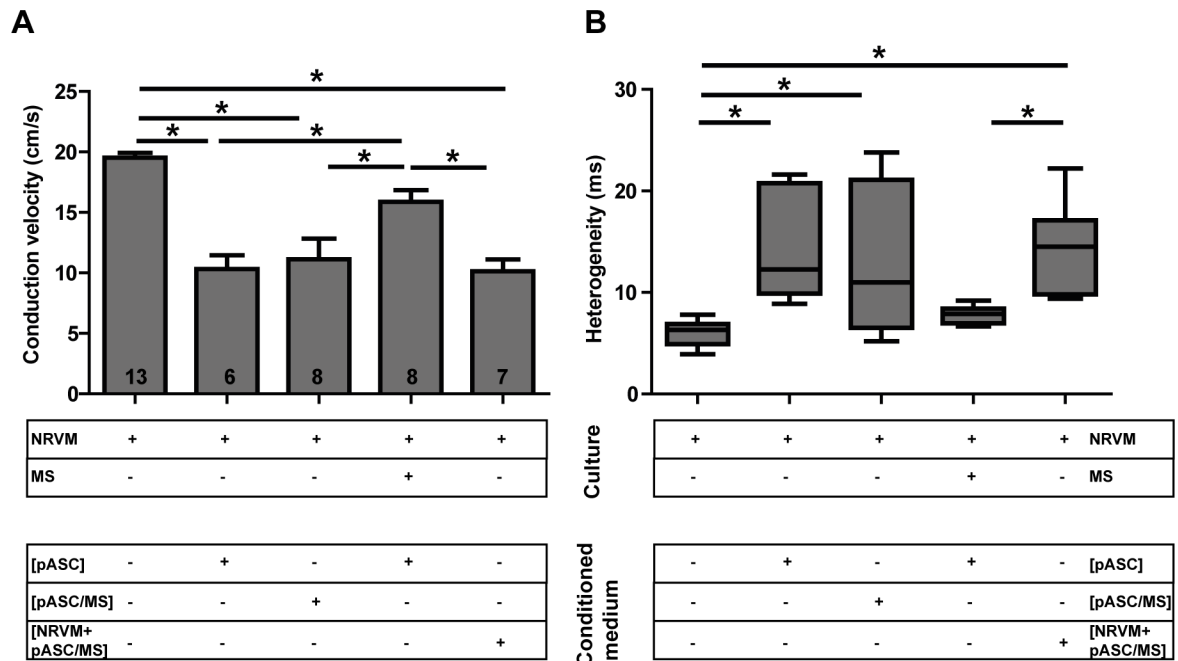 A
B
*
*
*
*
*
*
25
20
15
10
5
0
Conduction velocity (cm/s)
13
6
8
8
7
*
*
*
*
30
20
10
0
Heterogeneity (ms)
NRVM + + + + +
MS - - - + -
[pASC] - + - + -
[pASC/MS] - - + - -
[NRVM+
pASC/MS] - - - - +
Culture
Conditioned
medium
+ + + + + NRVM
- - - + - MS
- + - + - [pASC]
- - + - - [pASC/MS]
- - - - + [NRVM+
pASC/MS]